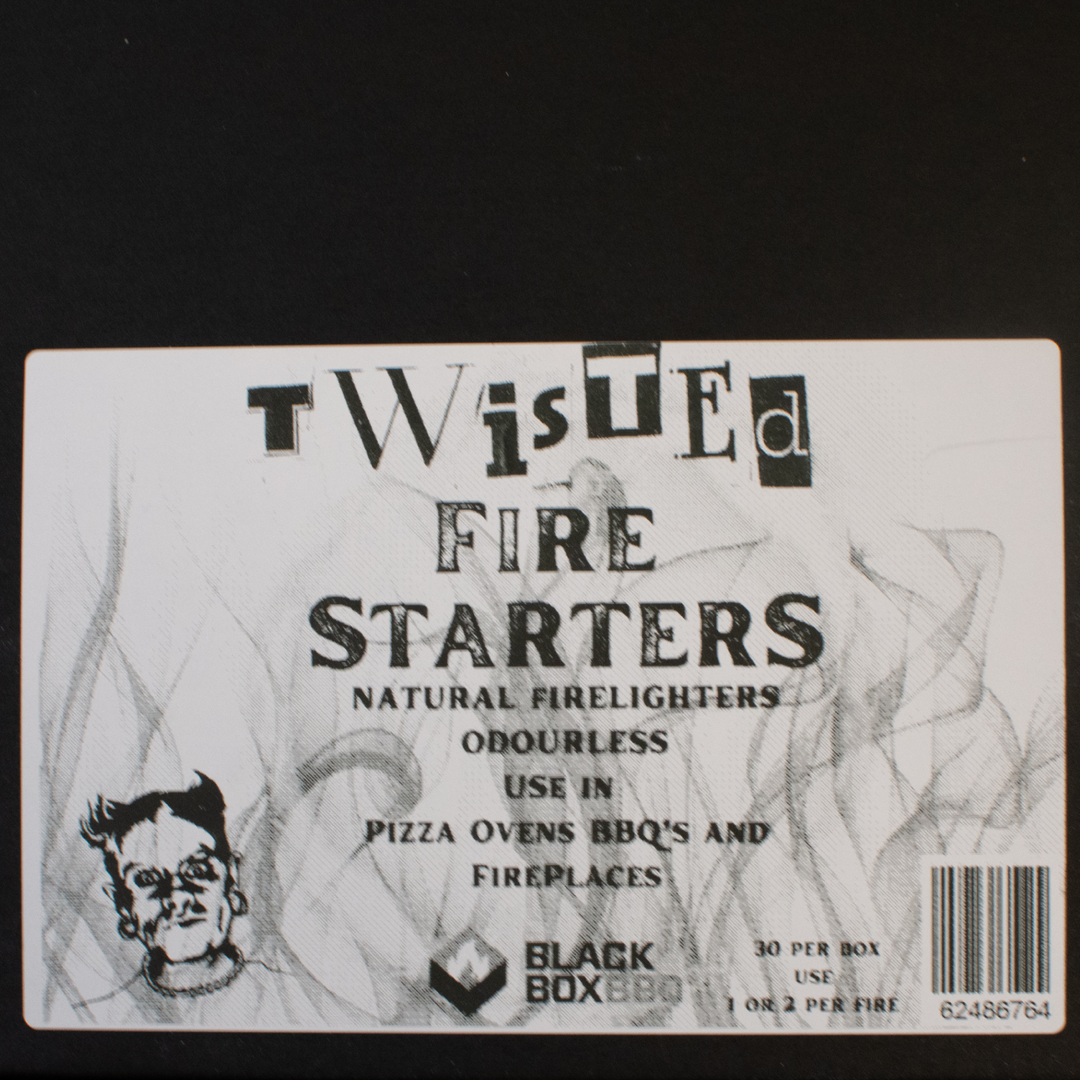 TWisTEd
FIRE
STARTERS
NATURAL FIRELIGHTERS
ODOURLESS
USE IN
PIZZA OVENS BBQ'S AND
FIREPLACES
BLACK
BOXBBQ
30 PER BOX
USE
1 OR 2 PER FIRE
62486764